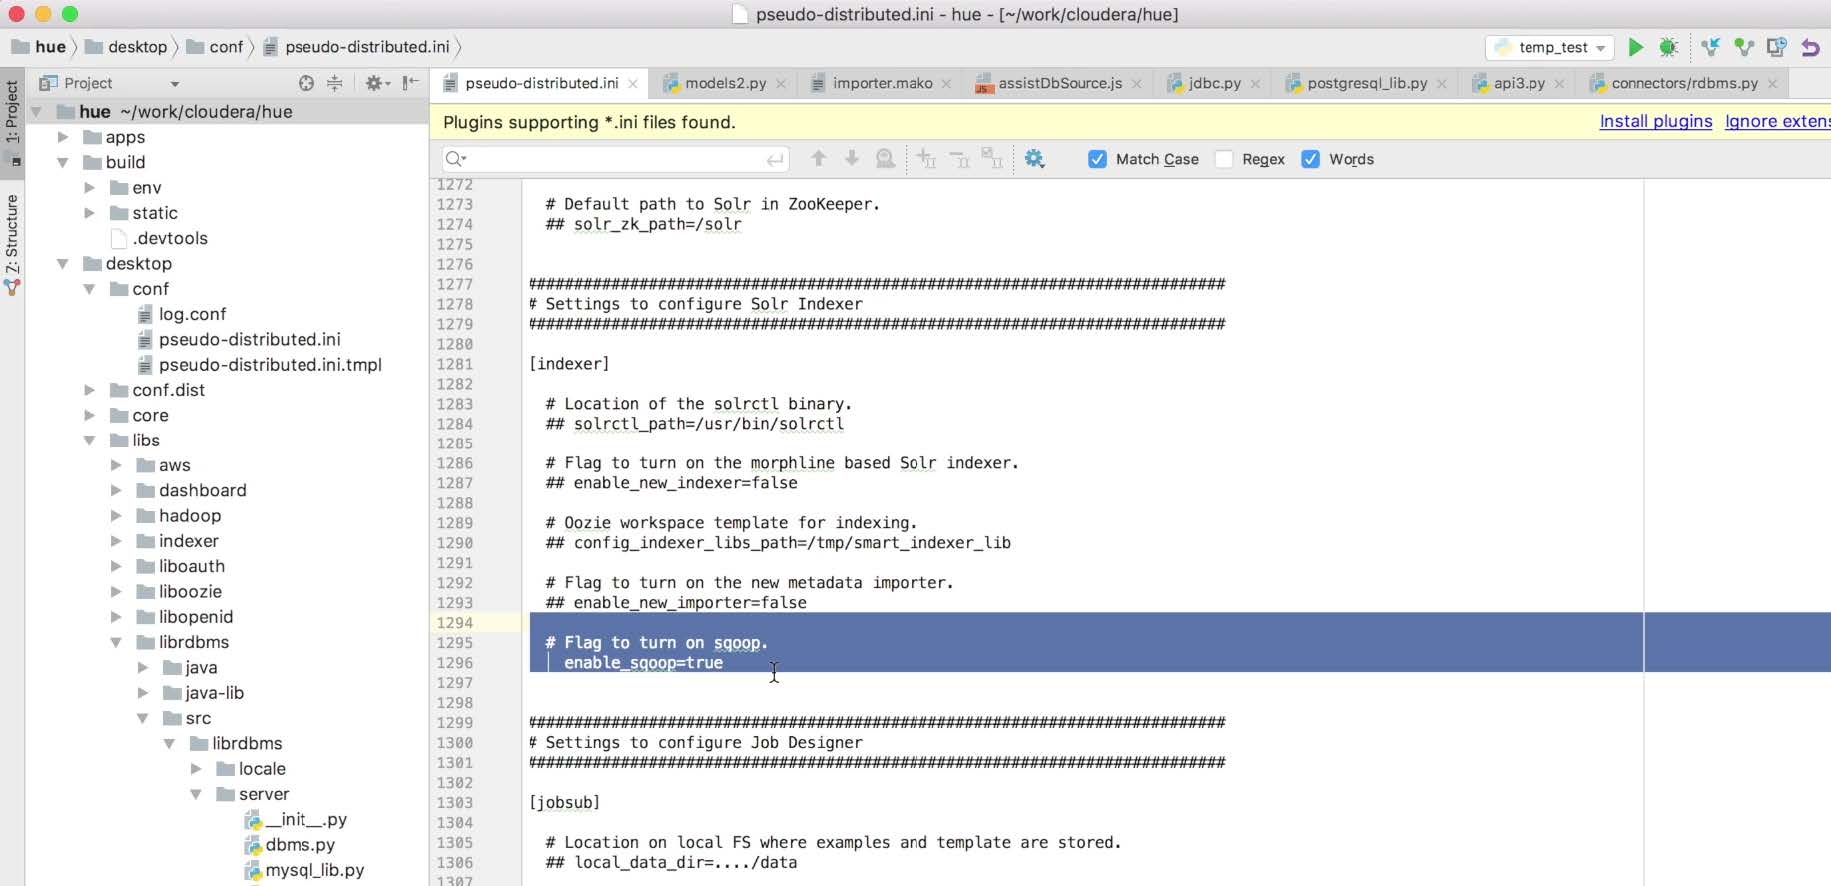 pseudo-distributed.ini - hue - [~/work/cloudera/hue]
hue desktop conf pseudo-distributed.ini
temp_test
1: Project
Z: Structure
Project
hue ~/work/cloudera/hue
apps
build
env
static
.devtools
desktop
conf
log.conf
pseudo-distributed.ini
pseudo-distributed.ini.tmpl
conf.dist
core
libs
aws
dashboard
hadoop
indexer
liboauth
liboozie
libopenid
librdbms
java
java-lib
src
librdbms
locale
server
__init__.py
dbms.py
mysql_lib.py
pseudo-distributed.ini models2.py importer.mako assistDbSource.js jdbc.py postgresql_lib.py api3.py connectors/rdbms.py
Plugins supporting *.ini files found. Install plugins Ignore extens
Match Case Regex Words
1272
1273 # Default path to Solr in ZooKeeper.
1274 ## solr_zk_path=/solr
1275
1276
1277 ###########################################################################
1278 # Settings to configure Solr Indexer
1279 ###########################################################################
1280
1281 [indexer]
1282
1283 # Location of the solrctl binary.
1284 ## solrctl_path=/usr/bin/solrctl
1285
1286 # Flag to turn on the morphline based Solr indexer.
1287 ## enable_new_indexer=false
1288
1289 # Oozie workspace template for indexing.
1290 ## config_indexer_libs_path=/tmp/smart_indexer_lib
1291
1292 # Flag to turn on the new metadata importer.
1293 ## enable_new_importer=false
1294
1295 # Flag to turn on sqoop.
1296 enable_sqoop=true
1297
1298
1299 ###########################################################################
1300 # Settings to configure Job Designer
1301 ###########################################################################
1302
1303 [jobsub]
1304
1305 # Location on local FS where examples and template are stored.
1306 ## local_data_dir=..../data
1307